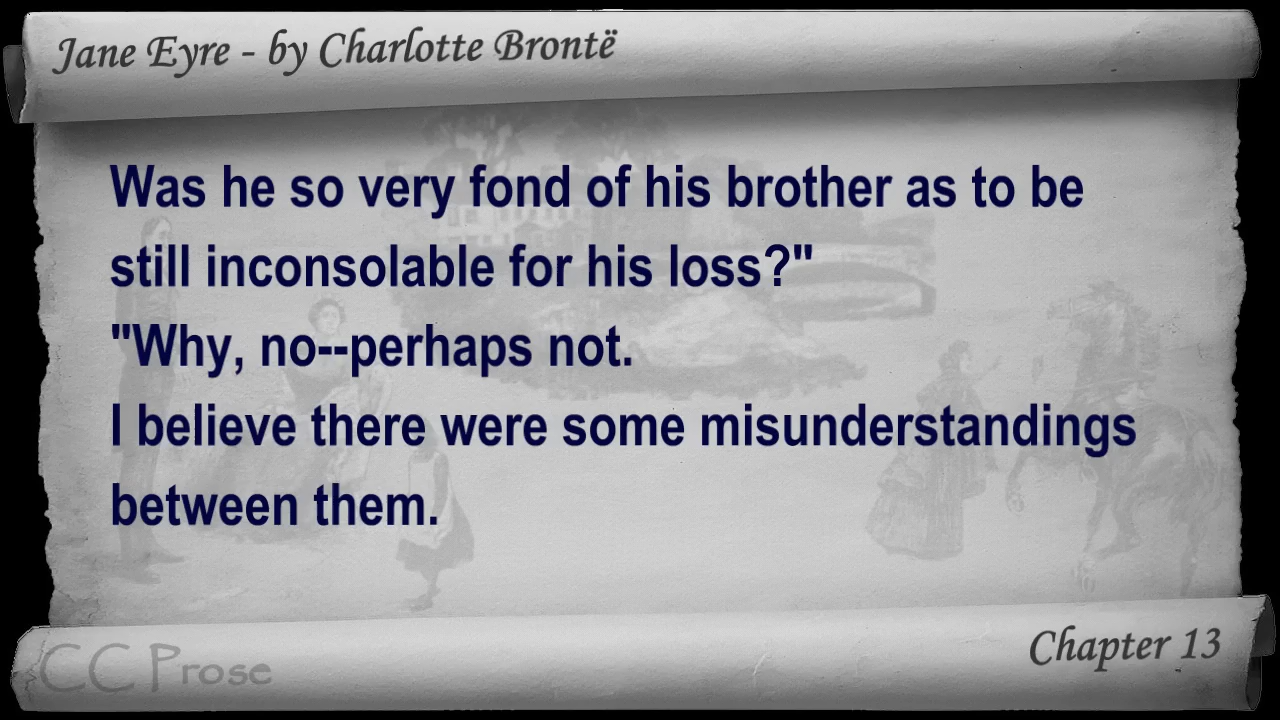 Jane Eyre - by Charlotte Brontë
Was he so very fond of his brother as to be
still inconsolable for his loss?"
"Why, no--perhaps not.
I believe there were some misunderstandings
between them.
Chapter 13
CC Prose